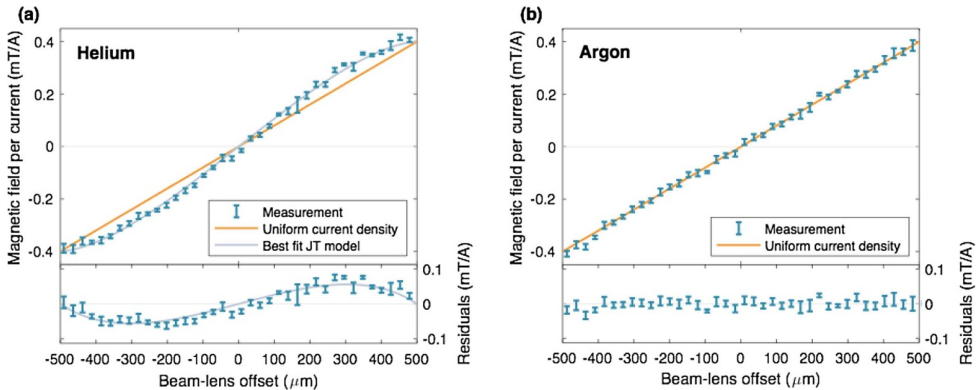 (a)
Helium
Magnetic field per current (mT/A)
0.4
0.2
0
-0.2
-0.4
Measurement
Uniform current density
Best fit JT model
0.1
0
-0.1
Residuals (mT/A)
-500 -400 -300 -200 -100 0 100 200 300 400 500
Beam-lens offset (μm)
(b)
Argon
Magnetic field per current (mT/A)
0.4
0.2
0
-0.2
-0.4
Measurement
Uniform current density
0.1
0
-0.1
Residuals (mT/A)
-500 -400 -300 -200 -100 0 100 200 300 400 500
Beam-lens offset (μm)